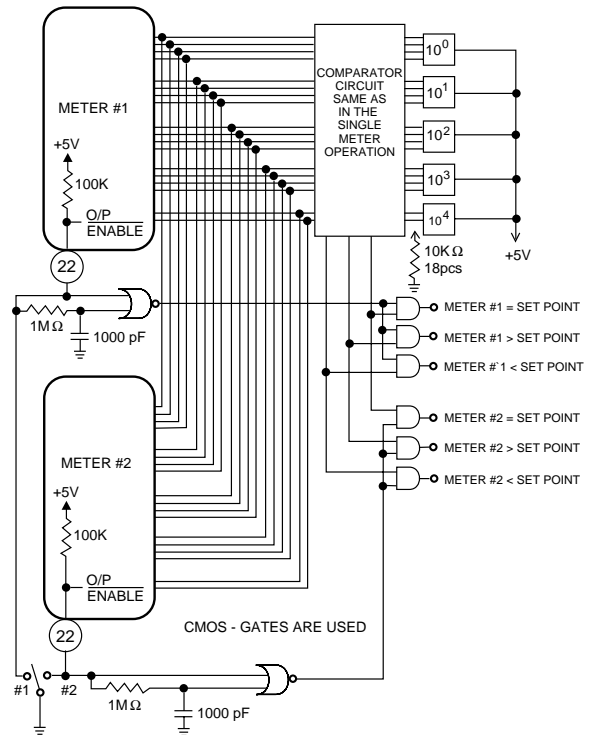 METER #1
+5V
100K
O/P
ENABLE
22
1MΩ
1000 pF
COMPARATOR
CIRCUIT
SAME AS
IN THE
SINGLE
METER
OPERATION
10⁰
10¹
10²
10³
10⁴
+5V
10KΩ
18pcs
METER #1 = SET POINT
METER #1 > SET POINT
METER #`1 < SET POINT
METER #2 = SET POINT
METER #2 > SET POINT
METER #2 < SET POINT
METER #2
+5V
100K
O/P
ENABLE
22
CMOS - GATES ARE USED
#1
#2
1MΩ
1000 pF